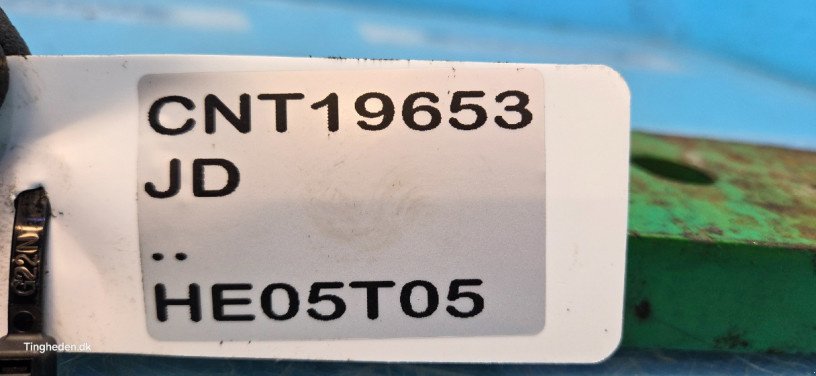 CNT19653
JD
..
HE05T05
Tingheden.dk